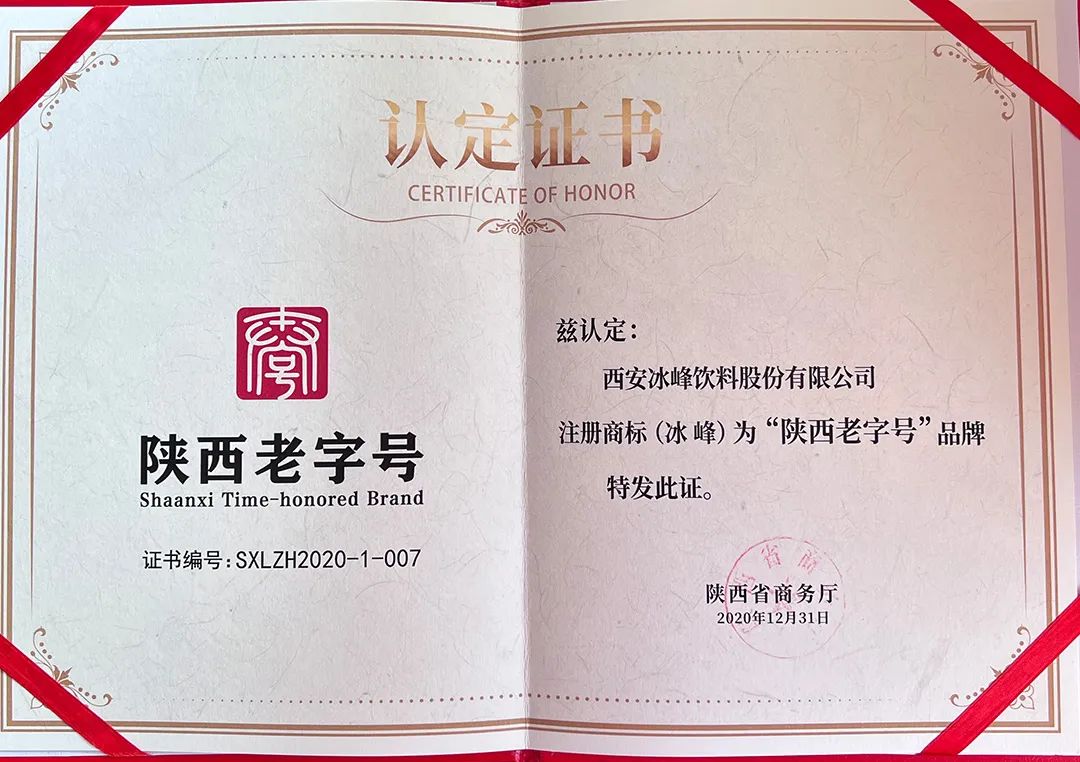 认定证书
CERTIFICATE OF HONOR
陕西老字号
Shaanxi Time-honored Brand
证书编号:SXLZH2020-1-007
兹认定：
西安冰峰饮料股份有限公司
注册商标（冰 峰）为“陕西老字号”品牌
特发此证。
陕西省商务厅
2020年12月31日